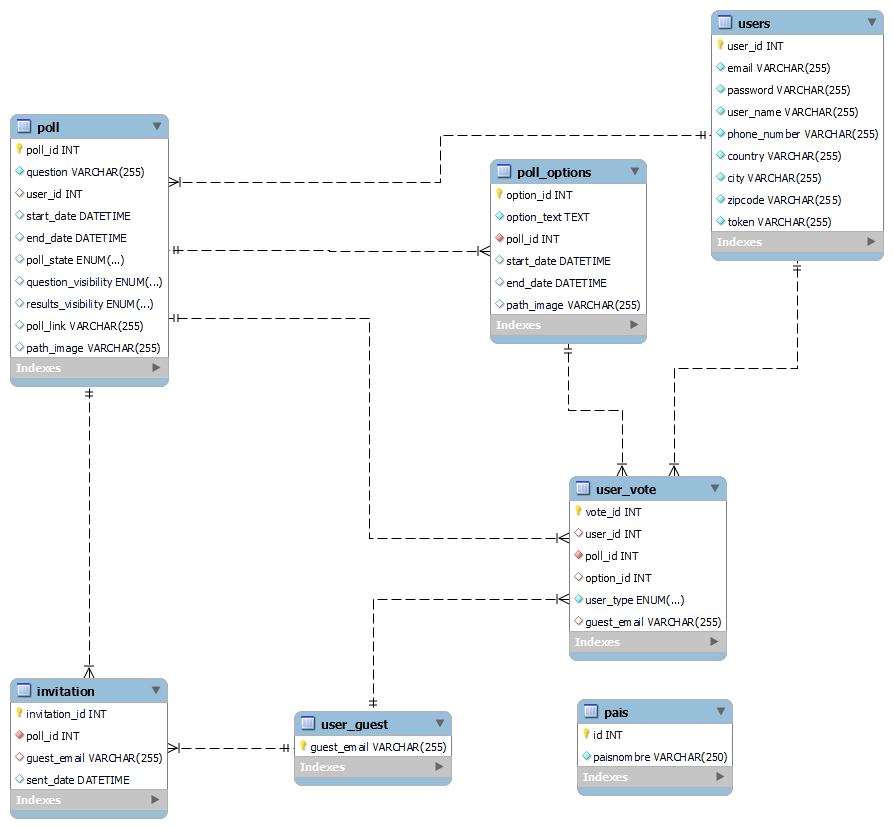 users
user_id INT
email VARCHAR(255)
password VARCHAR(255)
user_name VARCHAR(255)
phone_number VARCHAR(255)
country VARCHAR(255)
city VARCHAR(255)
zipcode VARCHAR(255)
token VARCHAR(255)
Indexes
poll
poll_id INT
question VARCHAR(255)
user_id INT
start_date DATETIME
end_date DATETIME
poll_state ENUM(...)
question_visibility ENUM(...)
results_visibility ENUM(...)
poll_link VARCHAR(255)
path_image VARCHAR(255)
Indexes
poll_options
option_id INT
option_text TEXT
poll_id INT
start_date DATETIME
end_date DATETIME
path_image VARCHAR(255)
Indexes
user_vote
vote_id INT
user_id INT
poll_id INT
option_id INT
user_type ENUM(...)
guest_email VARCHAR(255)
Indexes
invitation
invitation_id INT
poll_id INT
guest_email VARCHAR(255)
sent_date DATETIME
Indexes
user_guest
guest_email VARCHAR(255)
Indexes
pais
id INT
paisnombre VARCHAR(250)
Indexes